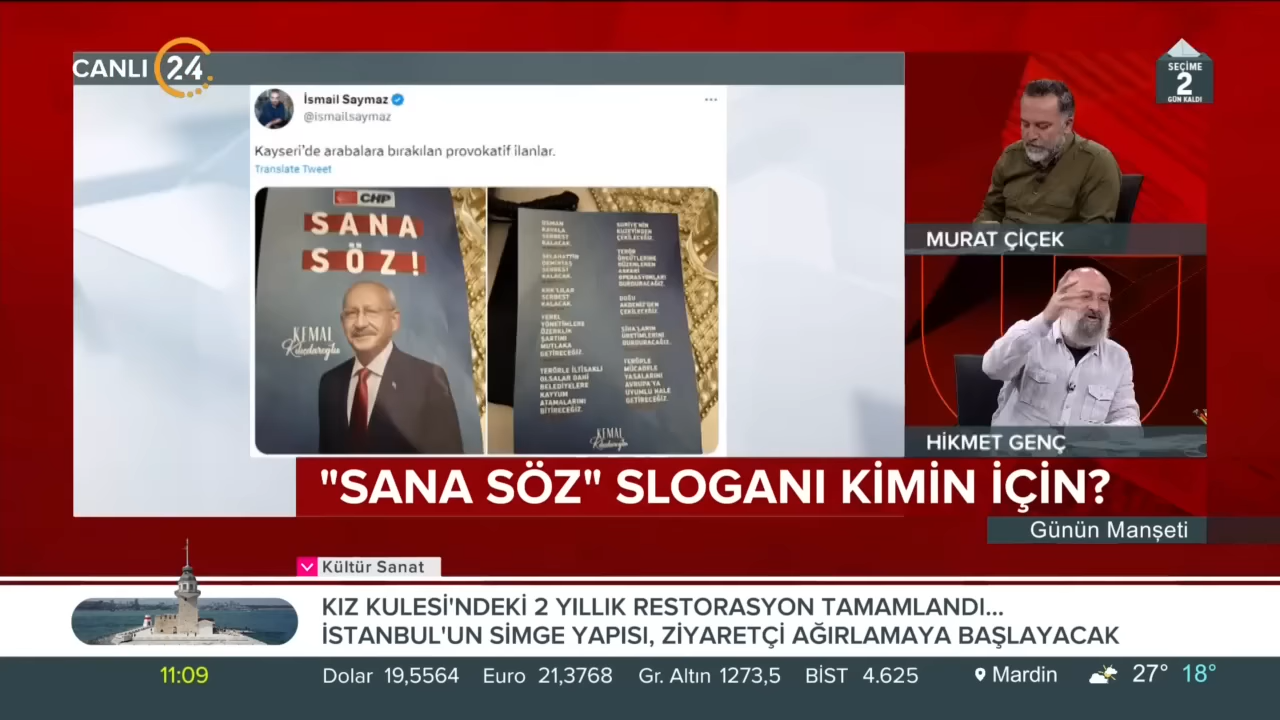 CANLI 24
SEÇİME
2
GÜN KALDI
İsmail Saymaz
@ismailsaymaz
Kayseri'de arabalara bırakılan provokatif ilanlar.
Translate Tweet
CHP
SANA
SÖZ!
KEMAL
Kılıçdaroğlu
OSMAN
KAVALA
SERBEST
KALACAK.
SELAHATTİN
DEMİRTAŞ
SERBEST
KALACAK.
KHK'LILAR
SERBEST
KALACAK.
YEREL
YÖNETİMLERE
ÖZERKLİK
ŞARTINI
MUTLAKA
GETİRECEĞİZ.
TERÖRLE İLTİSAKLI
OLSALAR DAHİ
BELEDİYELERE
KAYYUM
ATAMALARINI
BİTİRECEĞİZ.
SURİYE'NİN
KUZEYİNDEN
ÇEKİLECEĞİZ.
TERÖR
ÖRGÜTLERİNE
DÜZENLENEN
ASKERİ
OPERASYONLARI
DURDURACAĞIZ.
DOĞU
AKDENİZ'DEN
ÇEKİLECEĞİZ.
SİHA'LARIN
ÜRETİMLERİNİ
DURDURACAĞIZ.
TERÖRLE
MÜCADELE
YASALARINI
AVRUPA'YA
UYUMLU HALE
GETİRECEĞİZ.
KEMAL
Kılıçdaroğlu
MURAT ÇİÇEK
HİKMET GENÇ
"SANA SÖZ" SLOGANI KİMİN İÇİN?
Günün Manşeti
Kültür Sanat
KIZ KULESİ'NDEKİ 2 YILLIK RESTORASYON TAMAMLANDI...
İSTANBUL'UN SİMGE YAPISI, ZİYARETÇİ AĞIRLAMAYA BAŞLAYACAK
11:09 Dolar 19,5564 Euro 21,3768 Gr. Altın 1273,5 BİST 4.625 Mardin 27° 18°